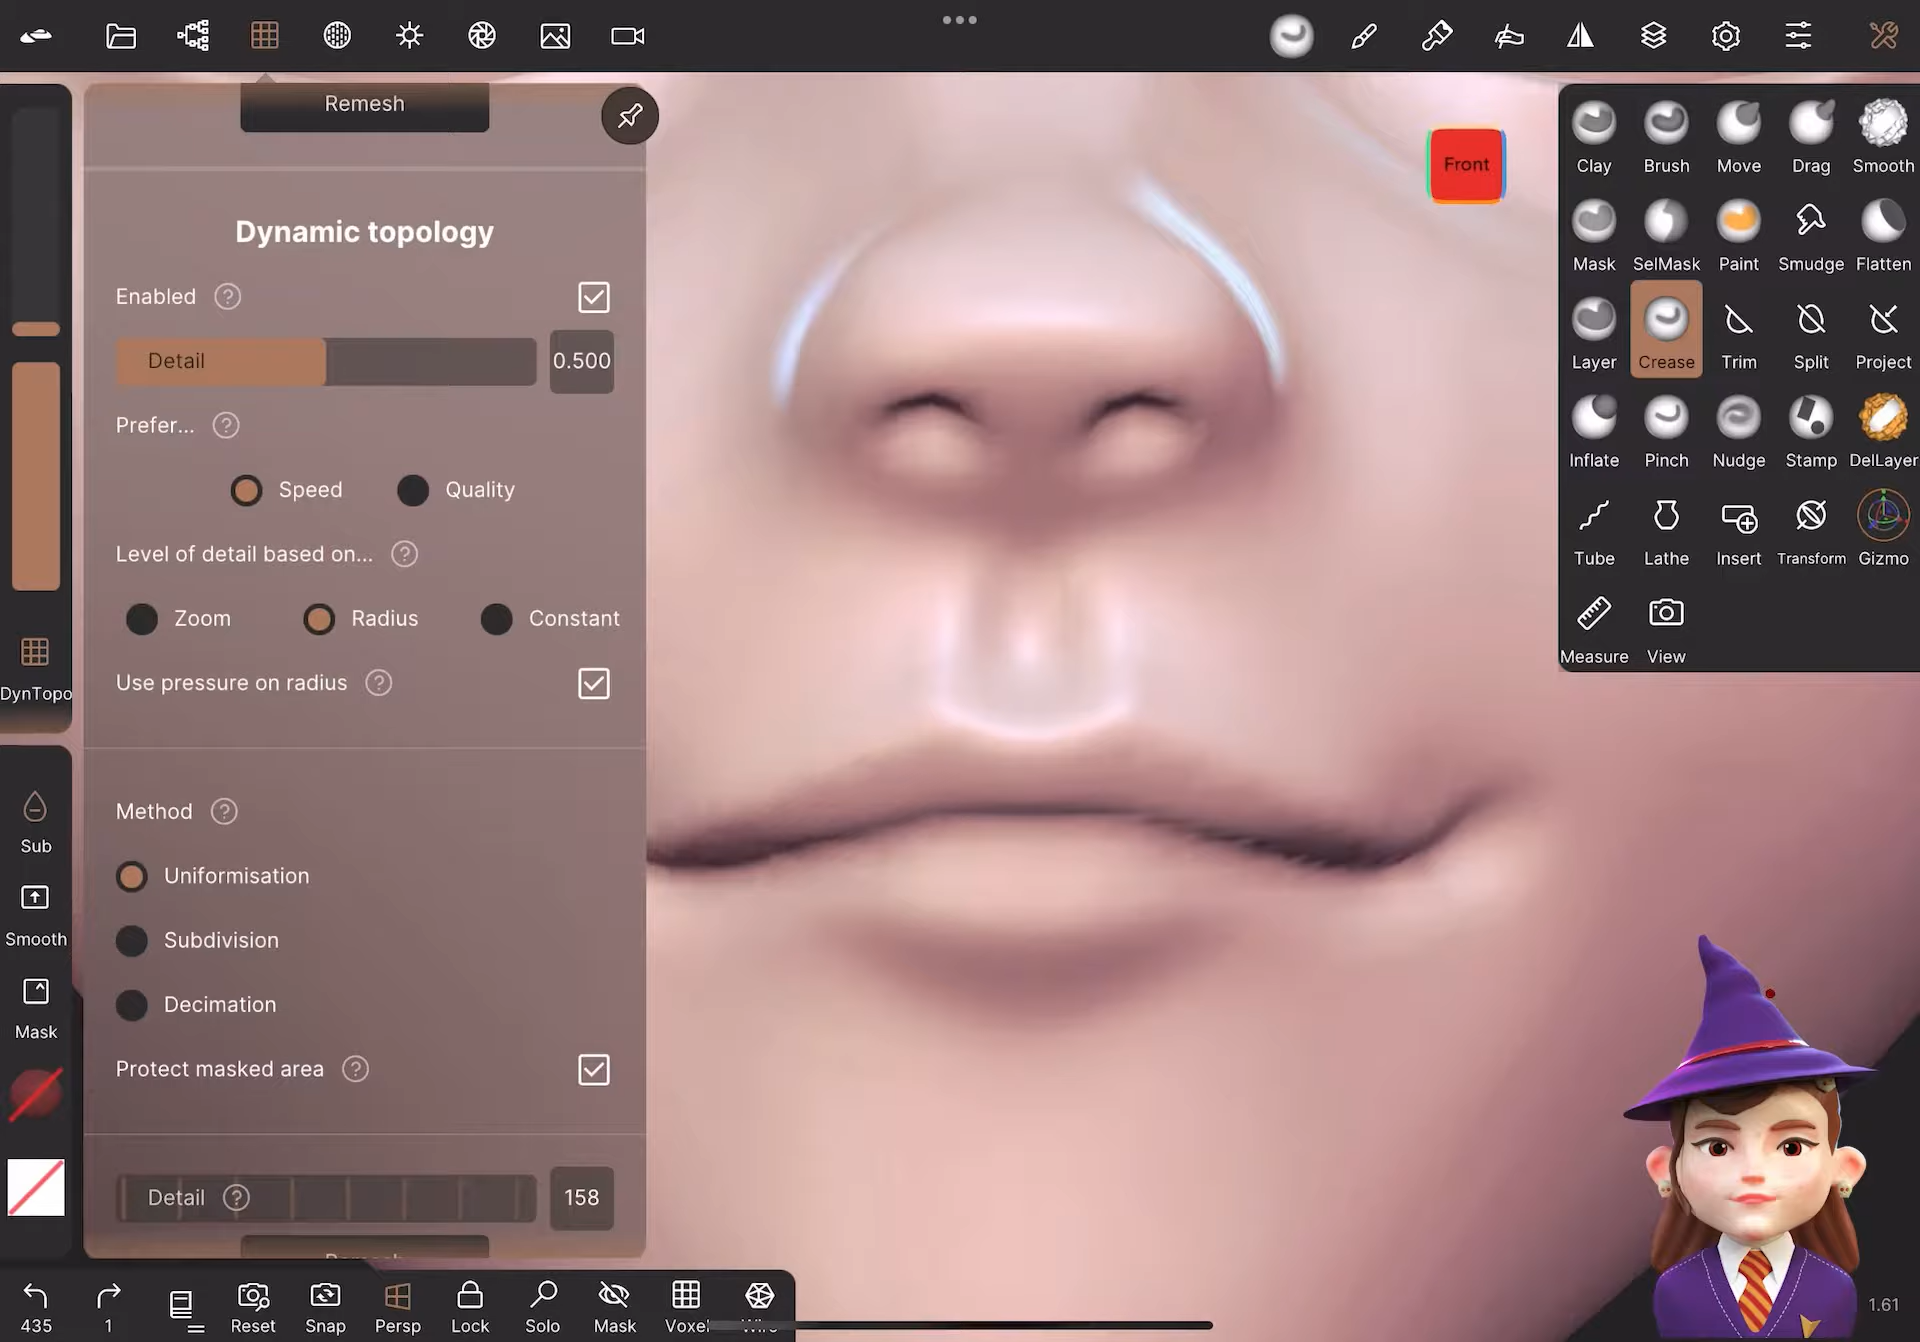 Remesh
Dynamic topology
Enabled ?
Detail 0.500
Prefer... ?
Speed Quality
Level of detail based on... ?
Zoom Radius Constant
Use pressure on radius ?
Method ?
Uniformisation
Subdivision
Decimation
Protect masked area ?
Detail ? 158
Remesh
DynTopo
Sub
Smooth
Mask
Front
Clay Brush Move Drag Smooth
Mask SelMask Paint Smudge Flatten
Layer Crease Trim Split Project
Inflate Pinch Nudge Stamp DelLayer
Tube Lathe Insert Transform Gizmo
Measure View
435 1 Reset Snap Persp Lock Solo Mask Voxel Wire
1.61